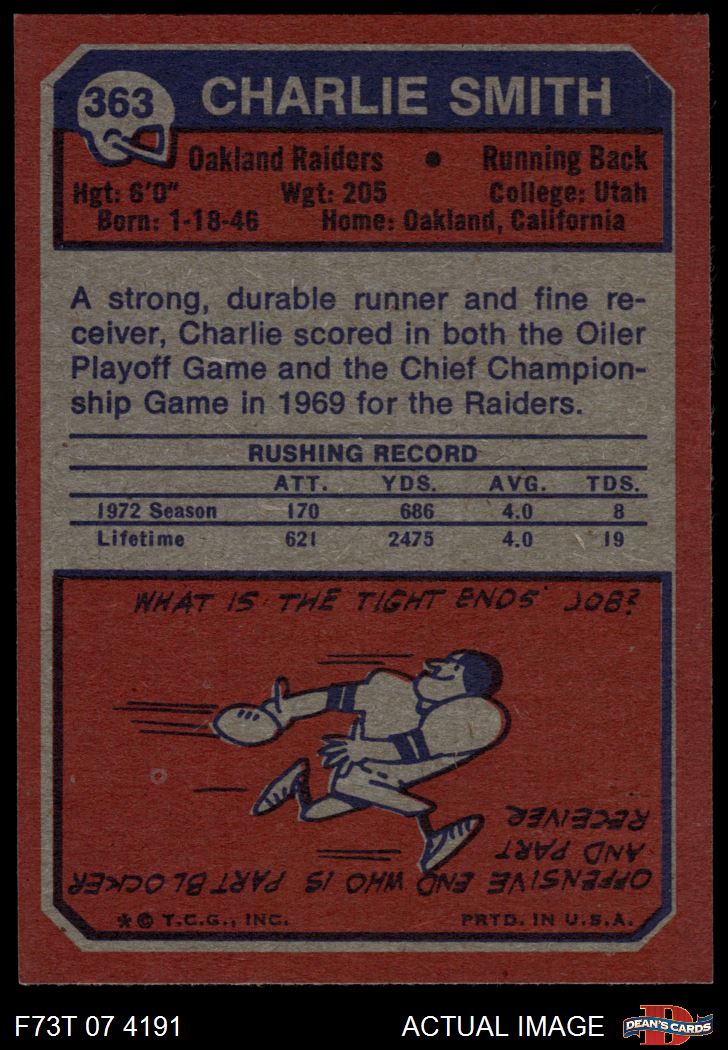 363
CHARLIE SMITH
Oakland Raiders • Running Back
Hgt: 6'0" Wgt: 205 College: Utah
Born: 1-18-46 Home: Oakland, California
A strong, durable runner and fine re-
ceiver, Charlie scored in both the Oiler
Playoff Game and the Chief Champion-
ship Game in 1969 for the Raiders.
RUSHING RECORD
ATT. YDS. AVG. TDS.
1972 Season 170 686 4.0 8
Lifetime 621 2475 4.0 19
WHAT IS THE TIGHT ENDS' JOB?
OFFENSIVE END WHO IS PART BLOCKER
AND PART
RECEIVER
* © T.C.G., INC. PRTD. IN U.S.A.
F73T 07 4191 ACTUAL IMAGE
D
DEAN'S CARDS